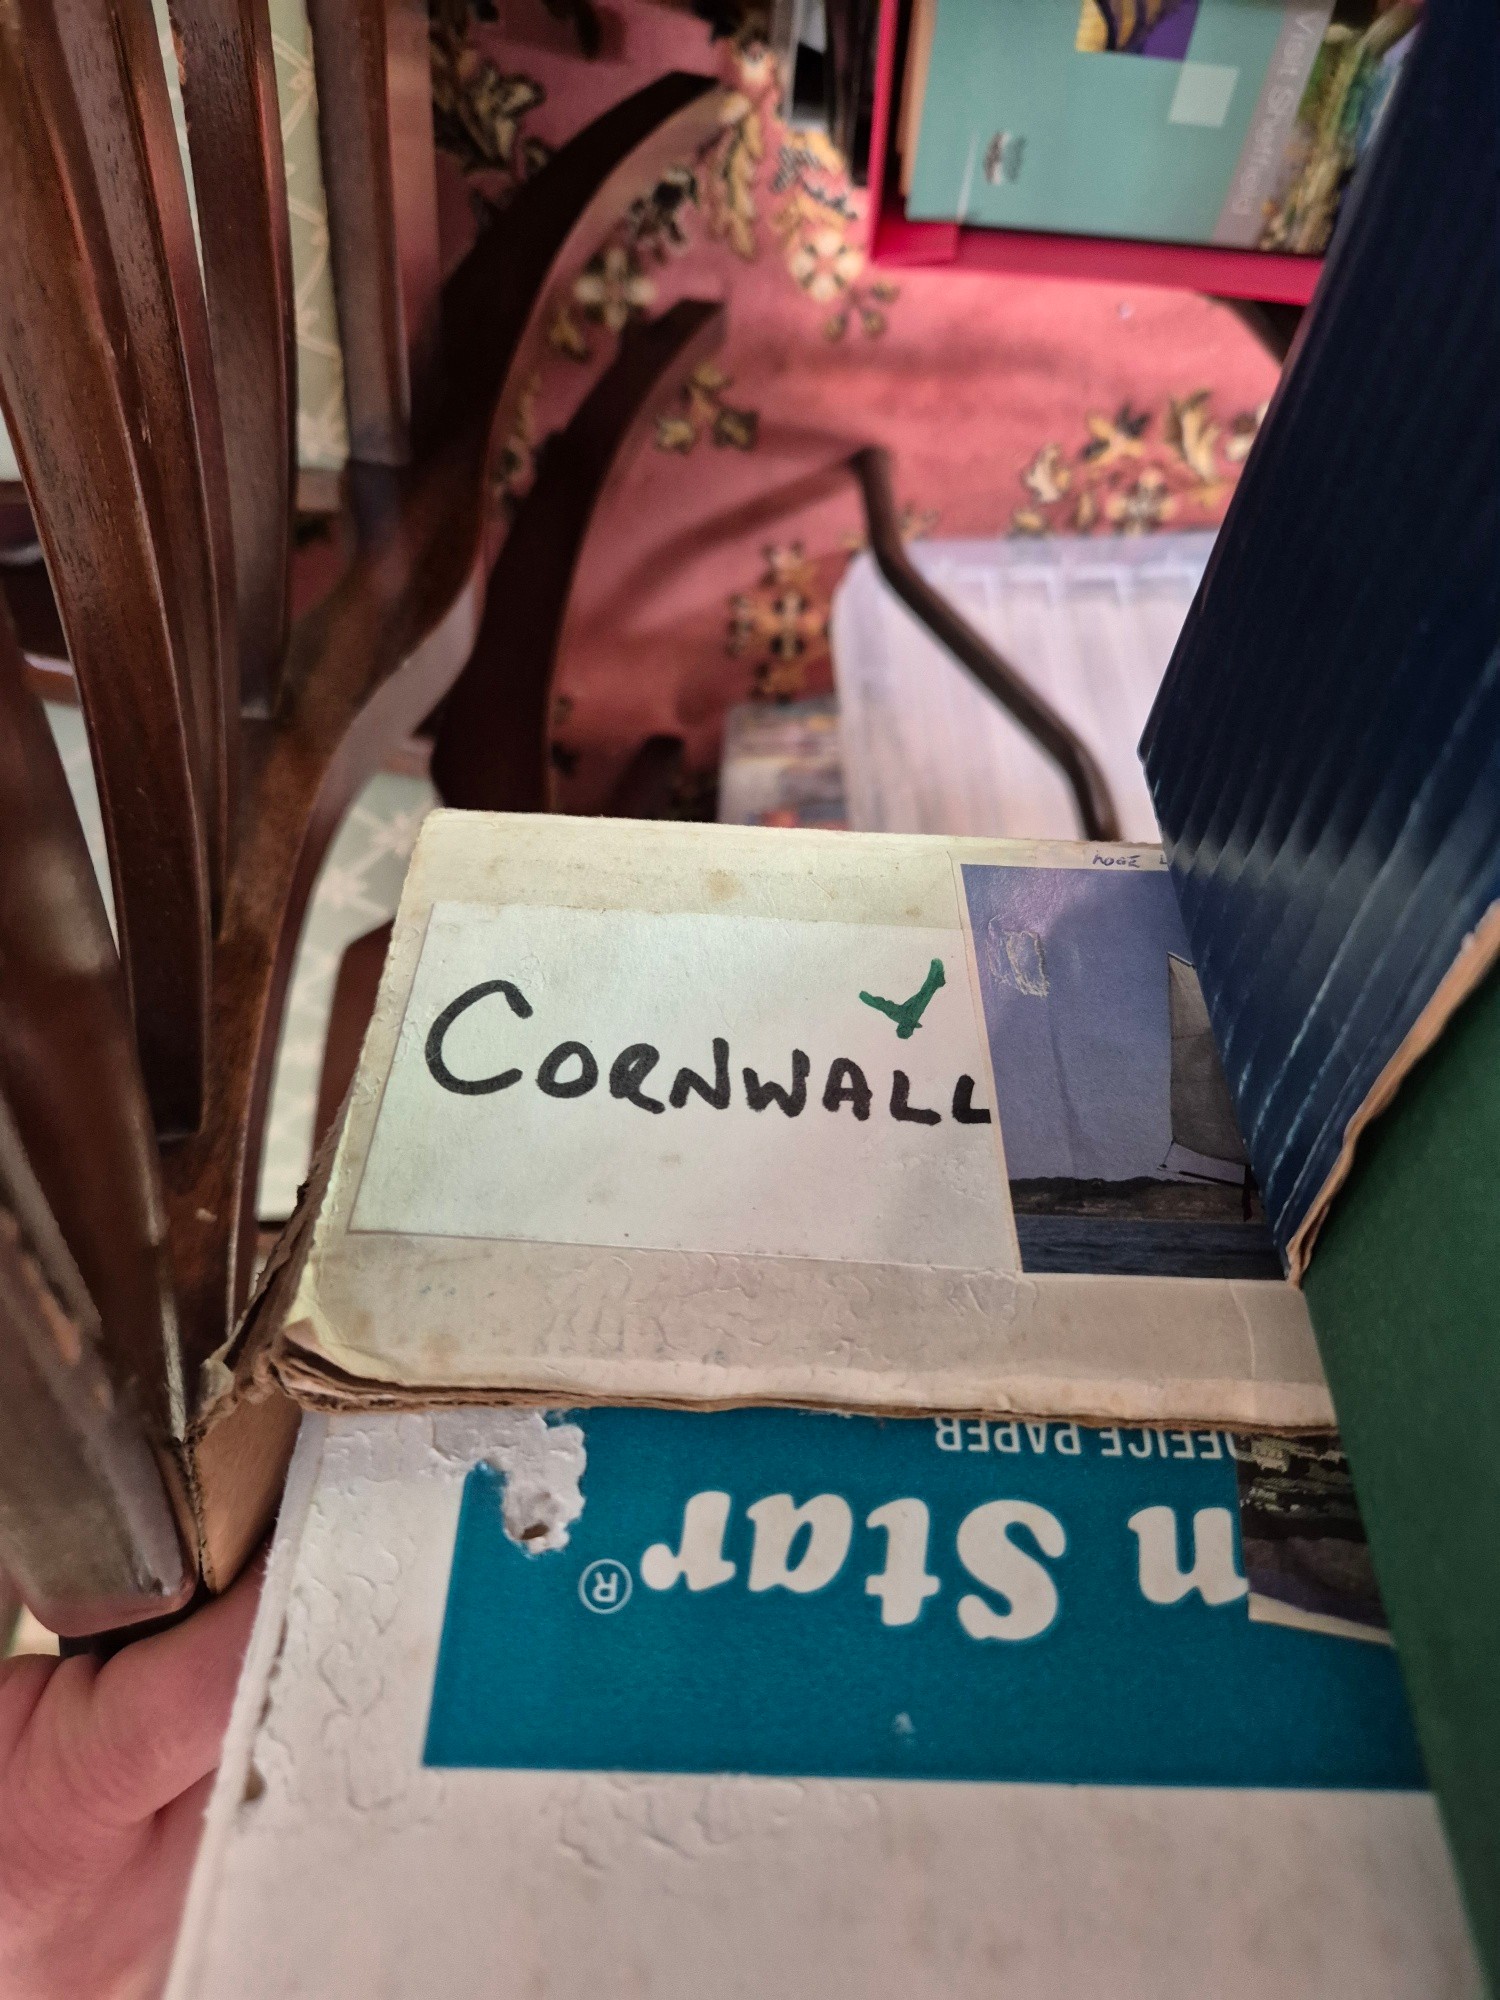 Visit Sheffield
CORNWALL
OFFICE PAPER
n Star®